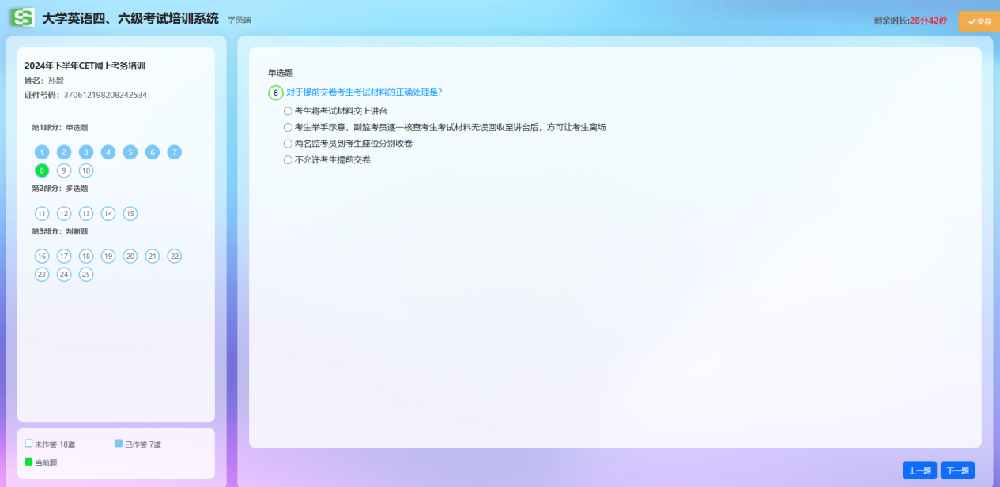 大学英语四、六级考试培训系统 学员端
剩余时长:28分42秒
交卷
2024年下半年CET网上考务培训
姓名: 孙毅
证件号码: 370612198208242534
第1部分: 单选题
1 2 3 4 5 6 7
8 9 10
第2部分: 多选题
11 12 13 14 15
第3部分: 判断题
16 17 18 19 20 21 22
23 24 25
未作答 18道 已作答 7道
当前题
单选题
8 对于提前交卷考生考试材料的正确处理是?
考生将考试材料交上讲台
考生举手示意，副监考员逐一核查考生考试材料无误回收至讲台后，方可让考生离场
两名监考员到考生座位分别收卷
不允许考生提前交卷
上一题 下一题